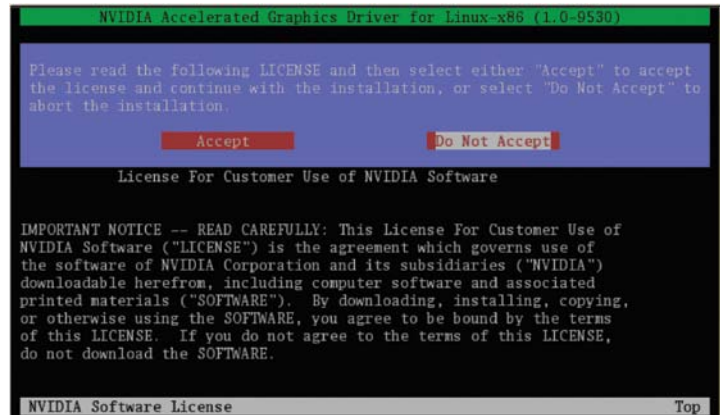 NVIDIA Accelerated Graphics Driver for Linux-x86 (1.0-9530)
Please read the following LICENSE and then select either "Accept" to accept
the license and continue with the installation, or select "Do Not Accept" to
abort the installation.
Accept Do Not Accept
License For Customer Use of NVIDIA Software
IMPORTANT NOTICE -- READ CAREFULLY: This License For Customer Use of
NVIDIA Software ("LICENSE") is the agreement which governs use of
the software of NVIDIA Corporation and its subsidiaries ("NVIDIA")
downloadable herefrom, including computer software and associated
printed materials ("SOFTWARE"). By downloading, installing, copying,
or otherwise using the SOFTWARE, you agree to be bound by the terms
of this LICENSE. If you do not agree to the terms of this LICENSE,
do not download the SOFTWARE.
NVIDIA Software License Top